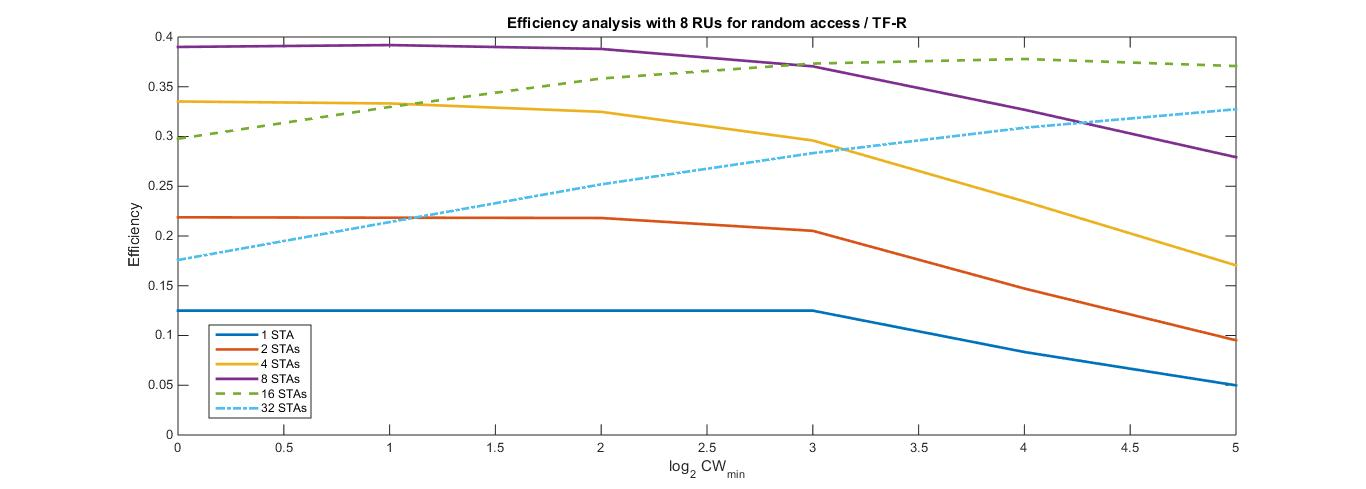 Efficiency analysis with 8 RUs for random access / TF-R
0.4
0.35
0.3
0.25
0.2
0.15
0.1
0.05
0
Efficiency
1 STA
2 STAs
4 STAs
8 STAs
16 STAs
32 STAs
0 0.5 1 1.5 2 2.5 3 3.5 4 4.5 5
log2 CWmin